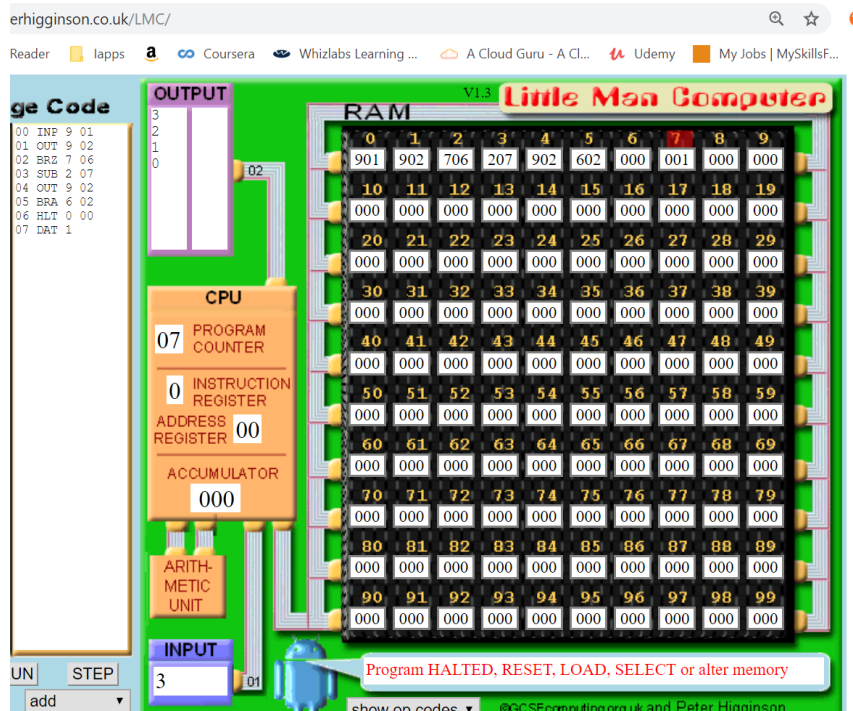 erhigginson.co.uk/LMC/
Reader lapps a Coursera Whizlabs Learning ... A Cloud Guru - A Cl... Udemy My Jobs | MySkillsF...
ge Code
00 INP 9 01
01 OUT 9 02
02 BRZ 7 06
03 SUB 2 07
04 OUT 9 02
05 BRA 6 02
06 HLT 0 00
07 DAT 1
OUTPUT
3
2
1
0
02
V1.3 Little Man Computer
RAM
0 1 2 3 4 5 6 7 8 9
901 902 706 207 902 602 000 001 000 000
10 11 12 13 14 15 16 17 18 19
000 000 000 000 000 000 000 000 000 000
20 21 22 23 24 25 26 27 28 29
000 000 000 000 000 000 000 000 000 000
30 31 32 33 34 35 36 37 38 39
000 000 000 000 000 000 000 000 000 000
40 41 42 43 44 45 46 47 48 49
000 000 000 000 000 000 000 000 000 000
50 51 52 53 54 55 56 57 58 59
000 000 000 000 000 000 000 000 000 000
60 61 62 63 64 65 66 67 68 69
000 000 000 000 000 000 000 000 000 000
70 71 72 73 74 75 76 77 78 79
000 000 000 000 000 000 000 000 000 000
80 81 82 83 84 85 86 87 88 89
000 000 000 000 000 000 000 000 000 000
90 91 92 93 94 95 96 97 98 99
000 000 000 000 000 000 000 000 000 000
CPU
07 PROGRAM
COUNTER
0 INSTRUCTION
REGISTER
ADDRESS
REGISTER 00
ACCUMULATOR
000
ARITH-
METIC
UNIT
INPUT
3
01
UN STEP
add
Program HALTED, RESET, LOAD, SELECT or alter memory
show op codes ©GCSEcomputing.org.uk and Peter Higginson